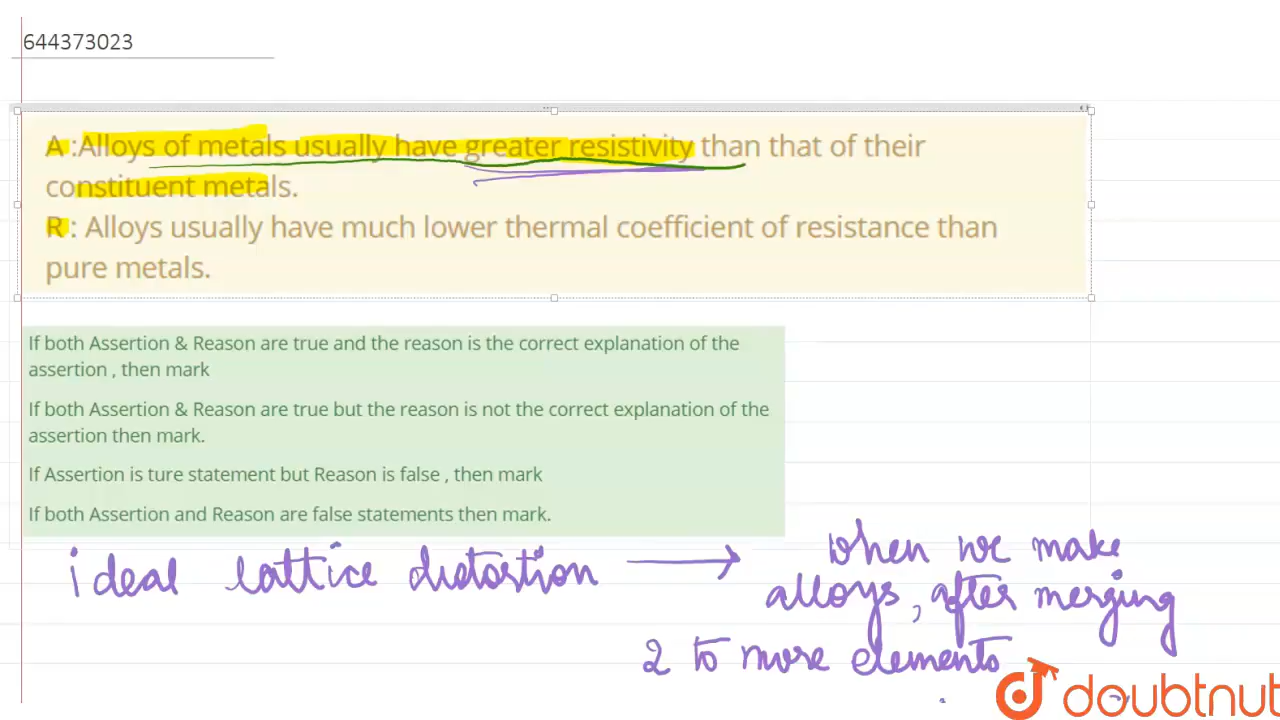 644373023
A :Alloys of metals usually have greater resistivity than that of their
constituent metals.
R : Alloys usually have much lower thermal coefficient of resistance than
pure metals.
If both Assertion & Reason are true and the reason is the correct explanation of the
assertion , then mark
If both Assertion & Reason are true but the reason is not the correct explanation of the
assertion then mark.
If Assertion is ture statement but Reason is false , then mark
If both Assertion and Reason are false statements then mark.
ideal lattice distortion → when we make
alloys, after merging
2 to more elements
doubtnut